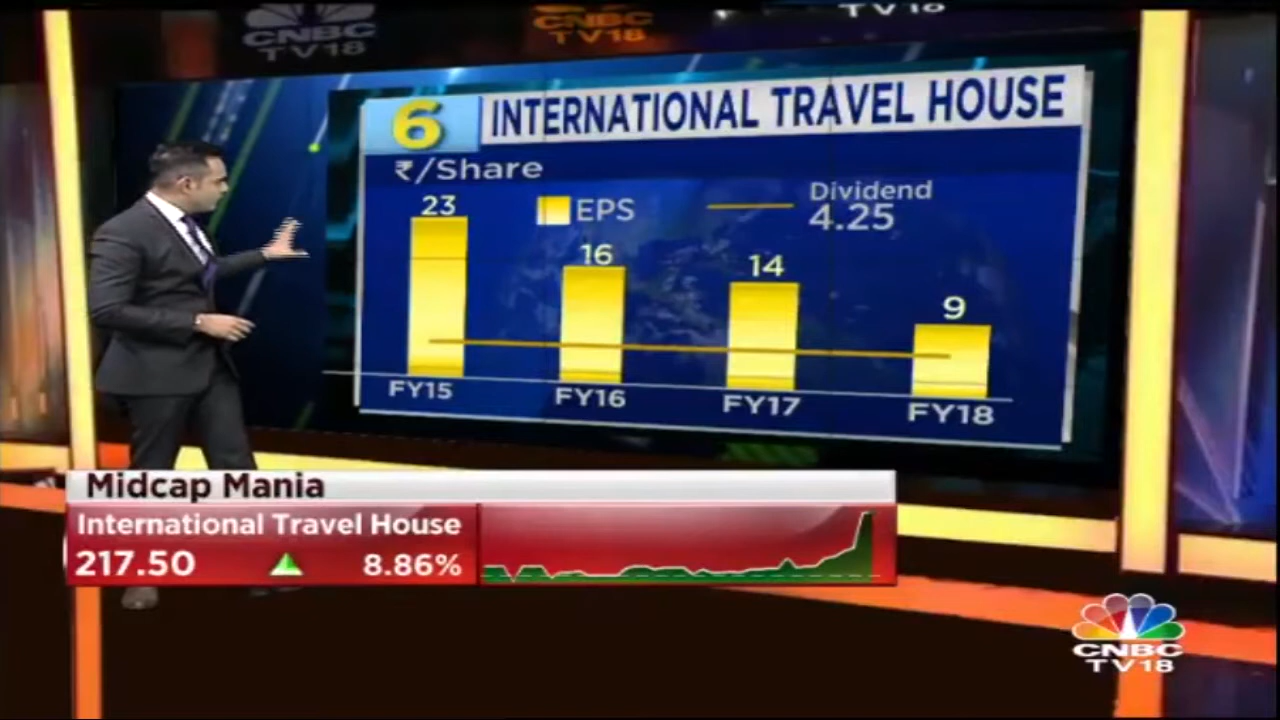 CNBC
TV18
CNBC
TV18
TV18
6 INTERNATIONAL TRAVEL HOUSE
₹/Share
23
EPS
Dividend
4.25
16
14
9
FY15
FY16
FY17
FY18
Midcap Mania
International Travel House
217.50
8.86%
CNBC
TV18